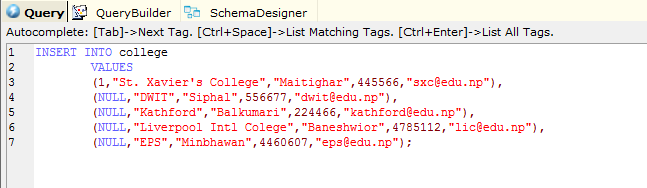 Query QueryBuilder SchemaDesigner
Autocomplete: [Tab]->Next Tag. [Ctrl+Space]->List Matching Tags. [Ctrl+Enter]->List All Tags.
1 INSERT INTO college
2 VALUES
3 (1,"St. Xavier's College","Maitighar",445566,"sxc@edu.np"),
4 (NULL,"DWIT","Siphal",556677,"dwit@edu.np"),
5 (NULL,"Kathford","Balkumari",224466,"kathford@edu.np"),
6 (NULL,"Liverpool Intl Colege","Baneshwior",4785112,"lic@edu.np"),
7 (NULL,"EPS","Minbhawan",4460607,"eps@edu.np");